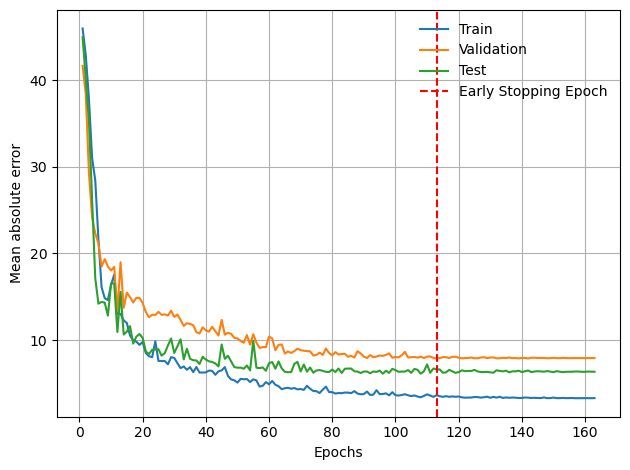 Train
Validation
Test
Early Stopping Epoch
Mean absolute error
40
30
20
10
0 20 40 60 80 100 120 140 160
Epochs